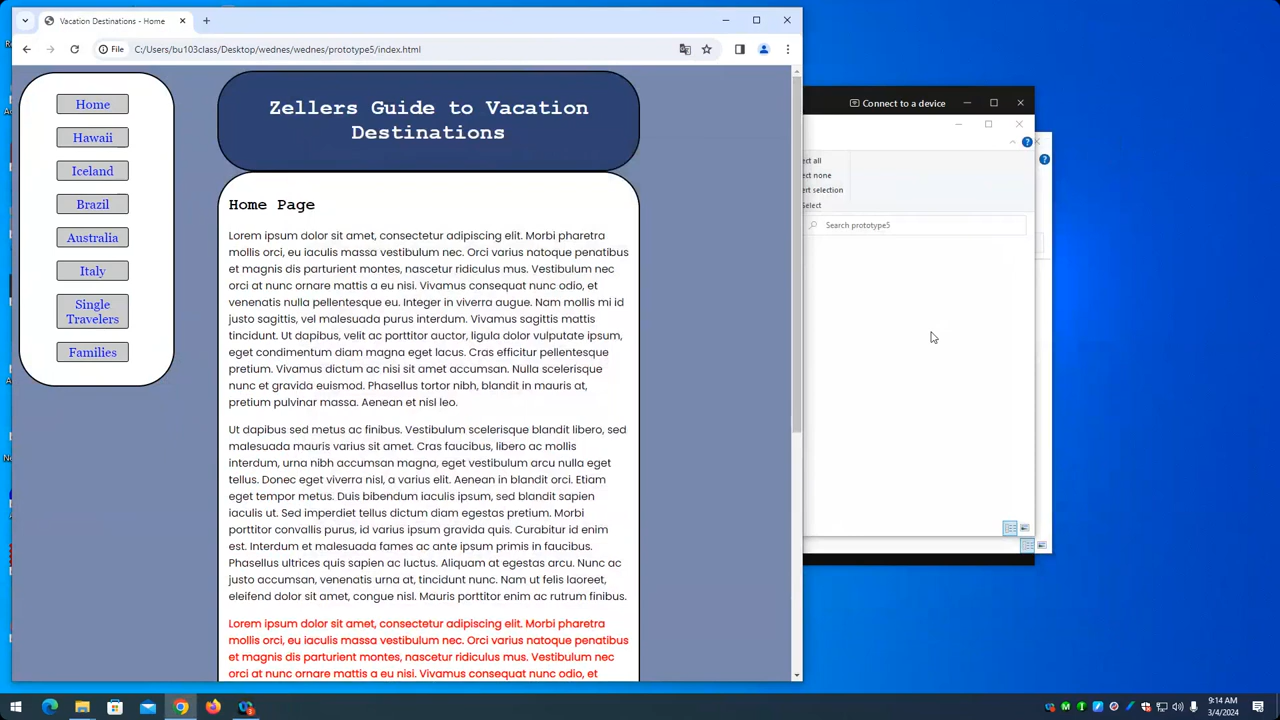 Vacation Destinations - Home
File
C:/Users/bu103class/Desktop/wednes/wednes/prototype5/index.html
Home
Hawaii
Iceland
Brazil
Australia
Italy
Single
Travelers
Families
Zellers Guide to Vacation
Destinations
Home Page
Lorem ipsum dolor sit amet, consectetur adipiscing elit. Morbi pharetra
mollis orci, eu iaculis massa vestibulum nec. Orci varius natoque penatibus
et magnis dis parturient montes, nascetur ridiculus mus. Vestibulum nec
orci at nunc ornare mattis a eu nisi. Vivamus consequat nunc odio, et
venenatis nulla pellentesque eu. Integer in viverra augue. Nam mollis mi id
justo sagittis, vel malesuada purus interdum. Vivamus sagittis mattis
tincidunt. Ut dapibus, velit ac porttitor auctor, ligula dolor vulputate ipsum,
eget condimentum diam magna eget lacus. Cras efficitur pellentesque
pretium. Vivamus dictum ac nisi sit amet accumsan. Nulla scelerisque
nunc et gravida euismod. Phasellus tortor nibh, blandit in mauris at,
pretium pulvinar massa. Aenean et nisl leo.
Ut dapibus sed metus ac finibus. Vestibulum scelerisque blandit libero, sed
malesuada mauris varius sit amet. Cras faucibus, libero ac mollis
interdum, urna nibh accumsan magna, eget vestibulum arcu nulla eget
tellus. Donec eget viverra nisl, a varius elit. Aenean in blandit orci. Etiam
eget tempor metus. Duis bibendum iaculis ipsum, sed blandit sapien
iaculis ut. Sed imperdiet tellus dictum diam egestas pretium. Morbi
porttitor convallis purus, id varius ipsum gravida quis. Curabitur id enim
est. Interdum et malesuada fames ac ante ipsum primis in faucibus.
Phasellus ultrices quis sapien ac luctus. Aliquam at egestas arcu. Nunc ac
justo accumsan, venenatis urna at, tincidunt nunc. Nam ut felis laoreet,
eleifend dolor sit amet, congue nisl. Mauris porttitor enim ac rutrum finibus.
Lorem ipsum dolor sit amet, consectetur adipiscing elit. Morbi pharetra
mollis orci, eu iaculis massa vestibulum nec. Orci varius natoque penatibus
et magnis dis parturient montes, nascetur ridiculus mus. Vestibulum nec
orci at nunc ornare mattis a eu nisi. Vivamus consequat nunc odio, et
Connect to a device
ect all
ect none
ert selection
Select
Search prototype5
9:14 AM
3/4/2024